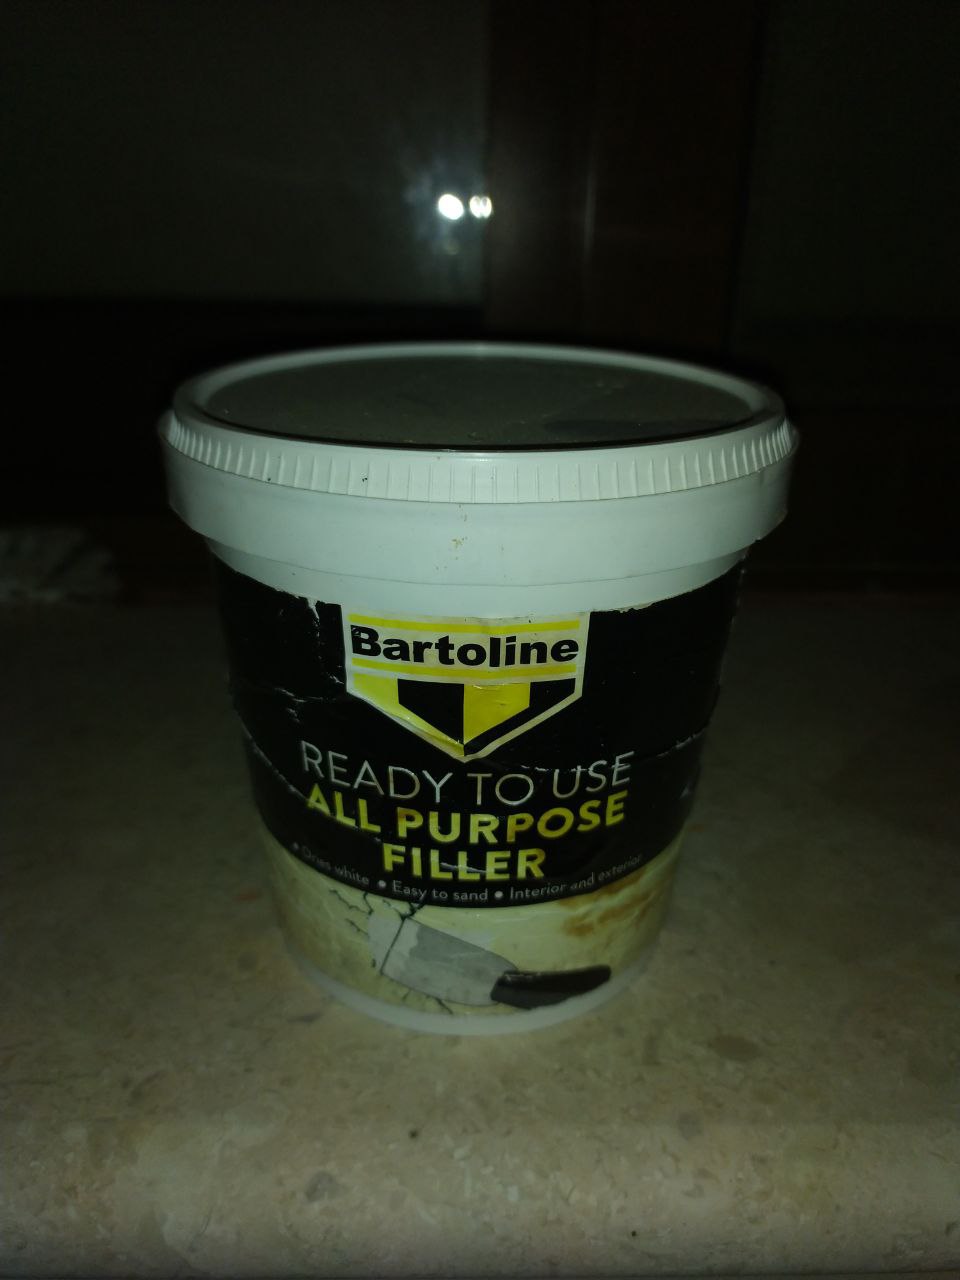 Bartoline
READY TO USE
ALL PURPOSE
FILLER
• Dries white • Easy to sand • Interior and exterior